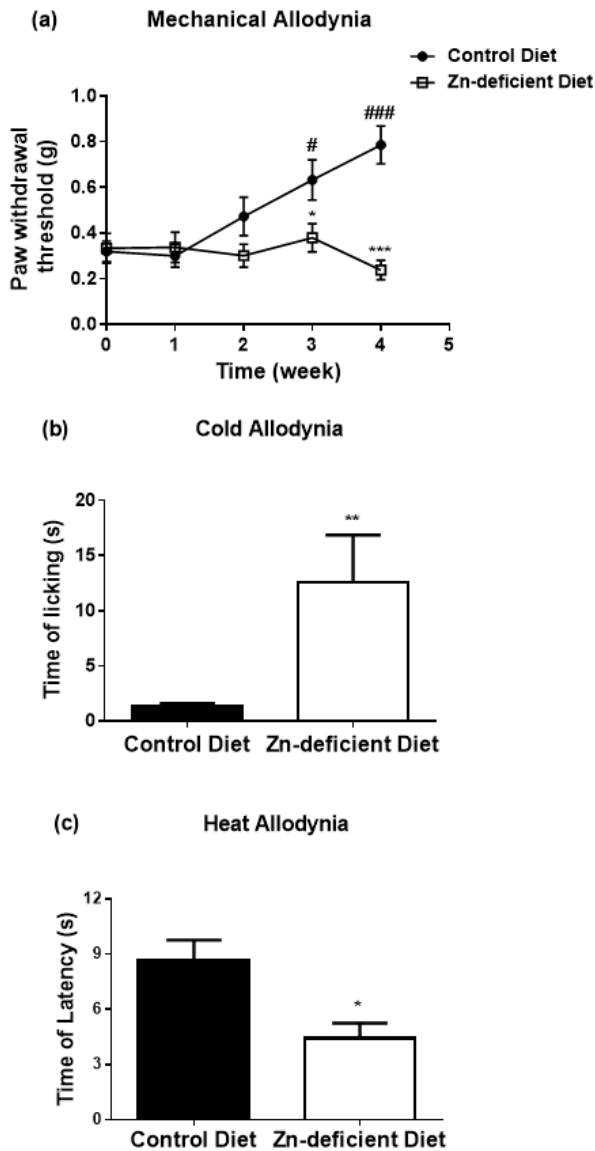 (a) Mechanical Allodynia
Control Diet
Zn-deficient Diet
Paw withdrawal
threshold (g)
1.0
0.8
0.6
0.4
0.2
0.0
#
###
*
***
0 1 2 3 4 5
Time (week)
(b) Cold Allodynia
Time of licking (s)
20
15
10
5
0
**
Control Diet Zn-deficient Diet
(c) Heat Allodynia
Time of Latency (s)
12
9
6
3
0
*
Control Diet Zn-deficient Diet